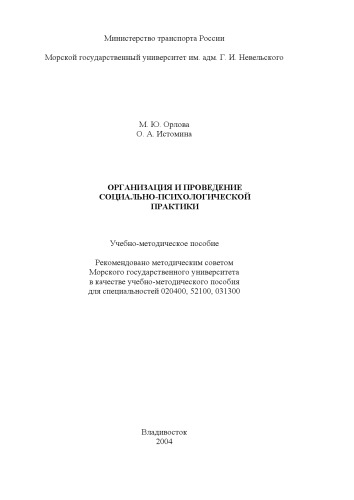 Министерство транспорта России
Морской государственный университет им. адм. Г. И. Невельского
М. Ю. Орлова
О. А. Истомина
ОРГАНИЗАЦИЯ И ПРОВЕДЕНИЕ
СОЦИАЛЬНО-ПСИХОЛОГИЧЕСКОЙ
ПРАКТИКИ
Учебно-методическое пособие
Рекомендовано методическим советом
Морского государственного университета
в качестве учебно-методического пособия
для специальностей 020400, 52100, 031300
Владивосток
2004